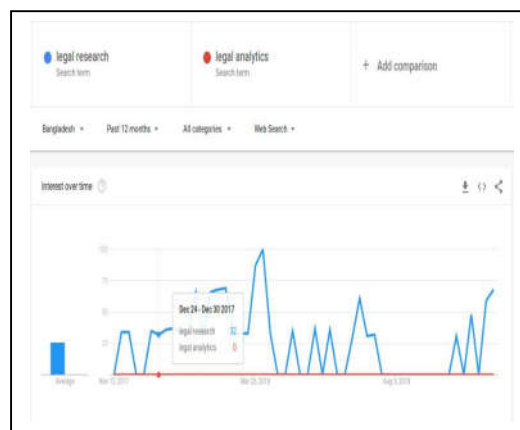 legal research
Search term
legal analytics
Search term
+ Add comparison
Bangladesh
Past 12 months
All categories
Web Search
Interest over time
100
75
50
25
Dec 24 - Dec 30 2017
legal research 32
legal analytics 0
Average
Nov 12, 2017
Mar 25, 2018
Aug 5, 2018